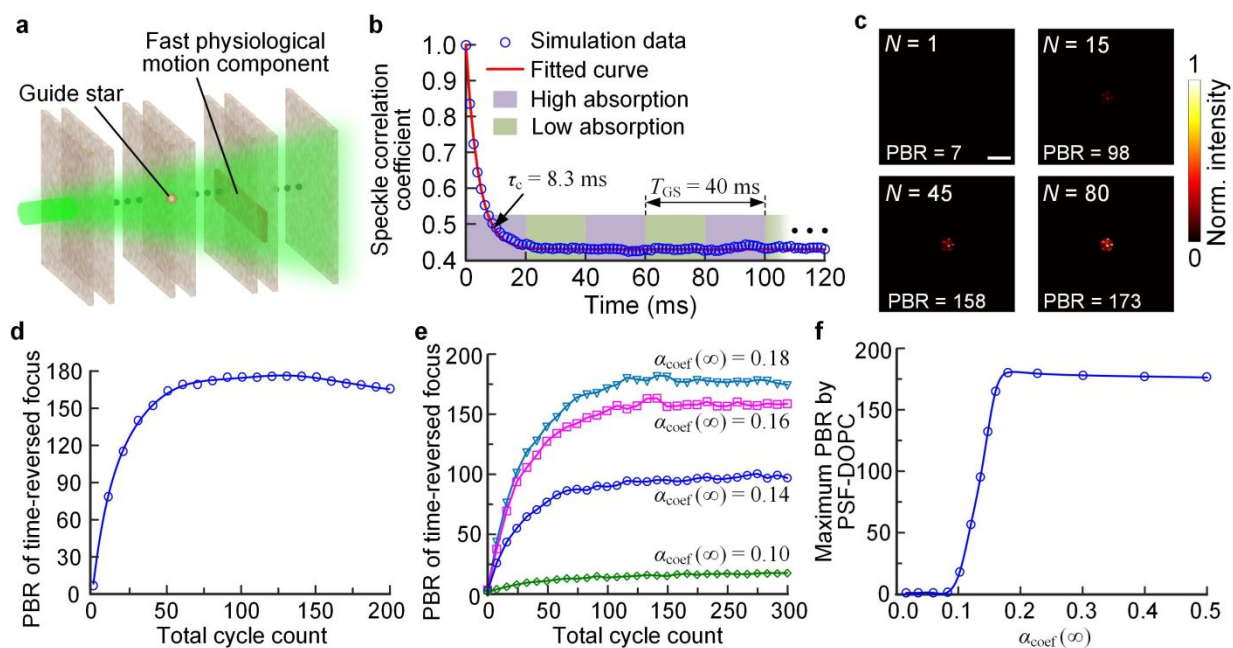 a
Fast physiological
motion component
Guide star
b
Speckle correlation
coefficient
1.0
0.9
0.8
0.7
0.6
0.5
0.4
Simulation data
Fitted curve
High absorption
Low absorption
τc = 8.3 ms
TGS = 40 ms
0 20 40 60 80 100 120
Time (ms)
c
N = 1
PBR = 7
N = 15
PBR = 98
N = 45
PBR = 158
N = 80
PBR = 173
1
Norm. intensity
0
d
PBR of time-reversed focus
180
150
120
90
60
30
0
0 50 100 150 200
Total cycle count
e
PBR of time-reversed focus
200
150
100
50
0
αcoef(∞) = 0.18
αcoef(∞) = 0.16
αcoef(∞) = 0.14
αcoef(∞) = 0.10
0 50 100 150 200 250 300
Total cycle count
f
Maximum PBR by
PSF-DOPC
200
150
100
50
0
0.0 0.1 0.2 0.3 0.4 0.5
αcoef(∞)